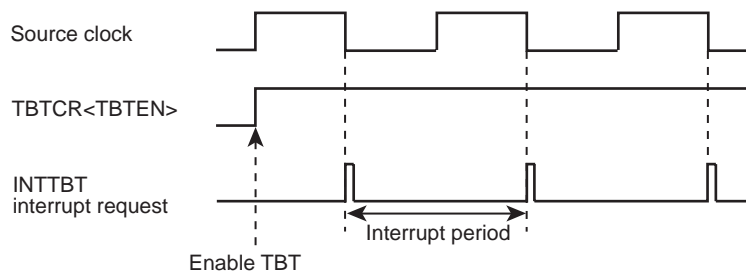 Source clock
TBTCR<TBTEN>
INTTBT
interrupt request
Interrupt period
Enable TBT